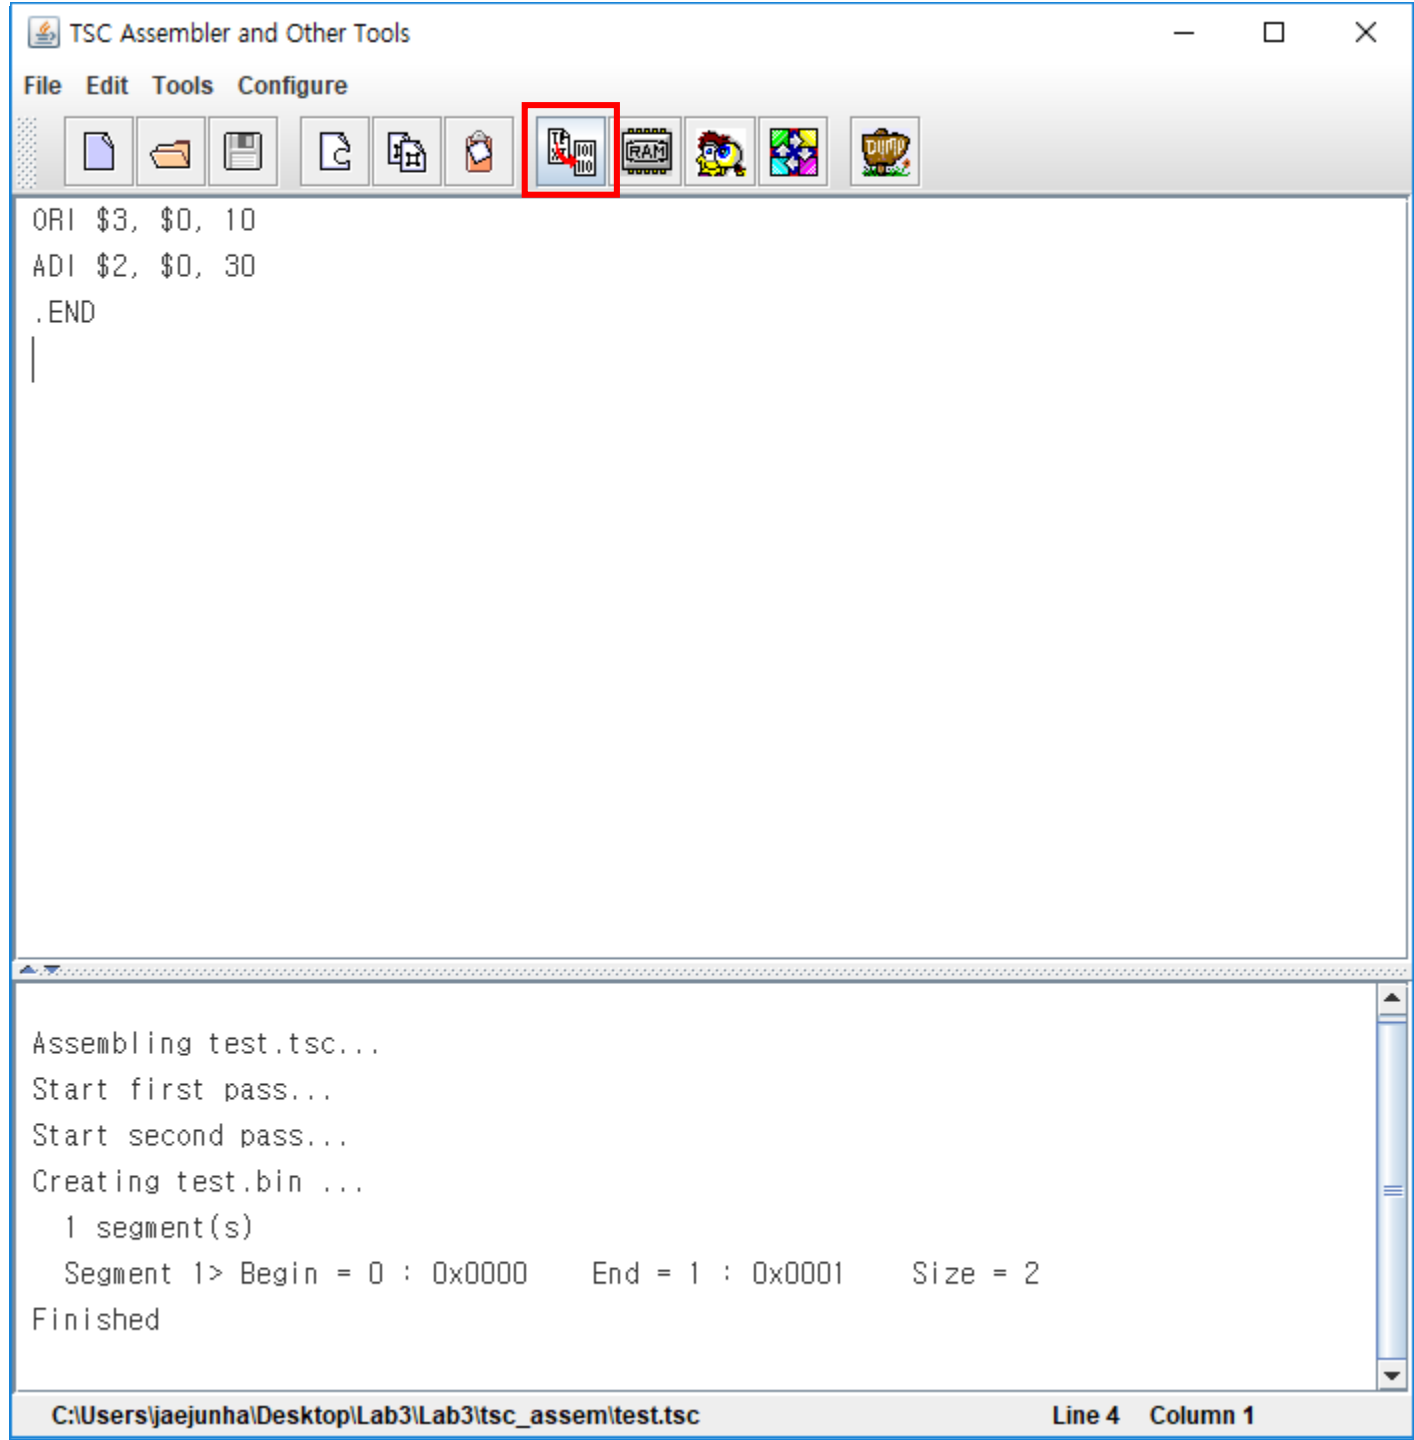 TSC Assembler and Other Tools
File Edit Tools Configure
RAM DUMP
ORI $3, $0, 10
ADI $2, $0, 30
.END
Assembling test.tsc...
Start first pass...
Start second pass...
Creating test.bin ...
1 segment(s)
Segment 1> Begin = 0 : 0x0000 End = 1 : 0x0001 Size = 2
Finished
C:\Users\jaejunha\Desktop\Lab3\Lab3\tsc_assem\test.tsc Line 4 Column 1